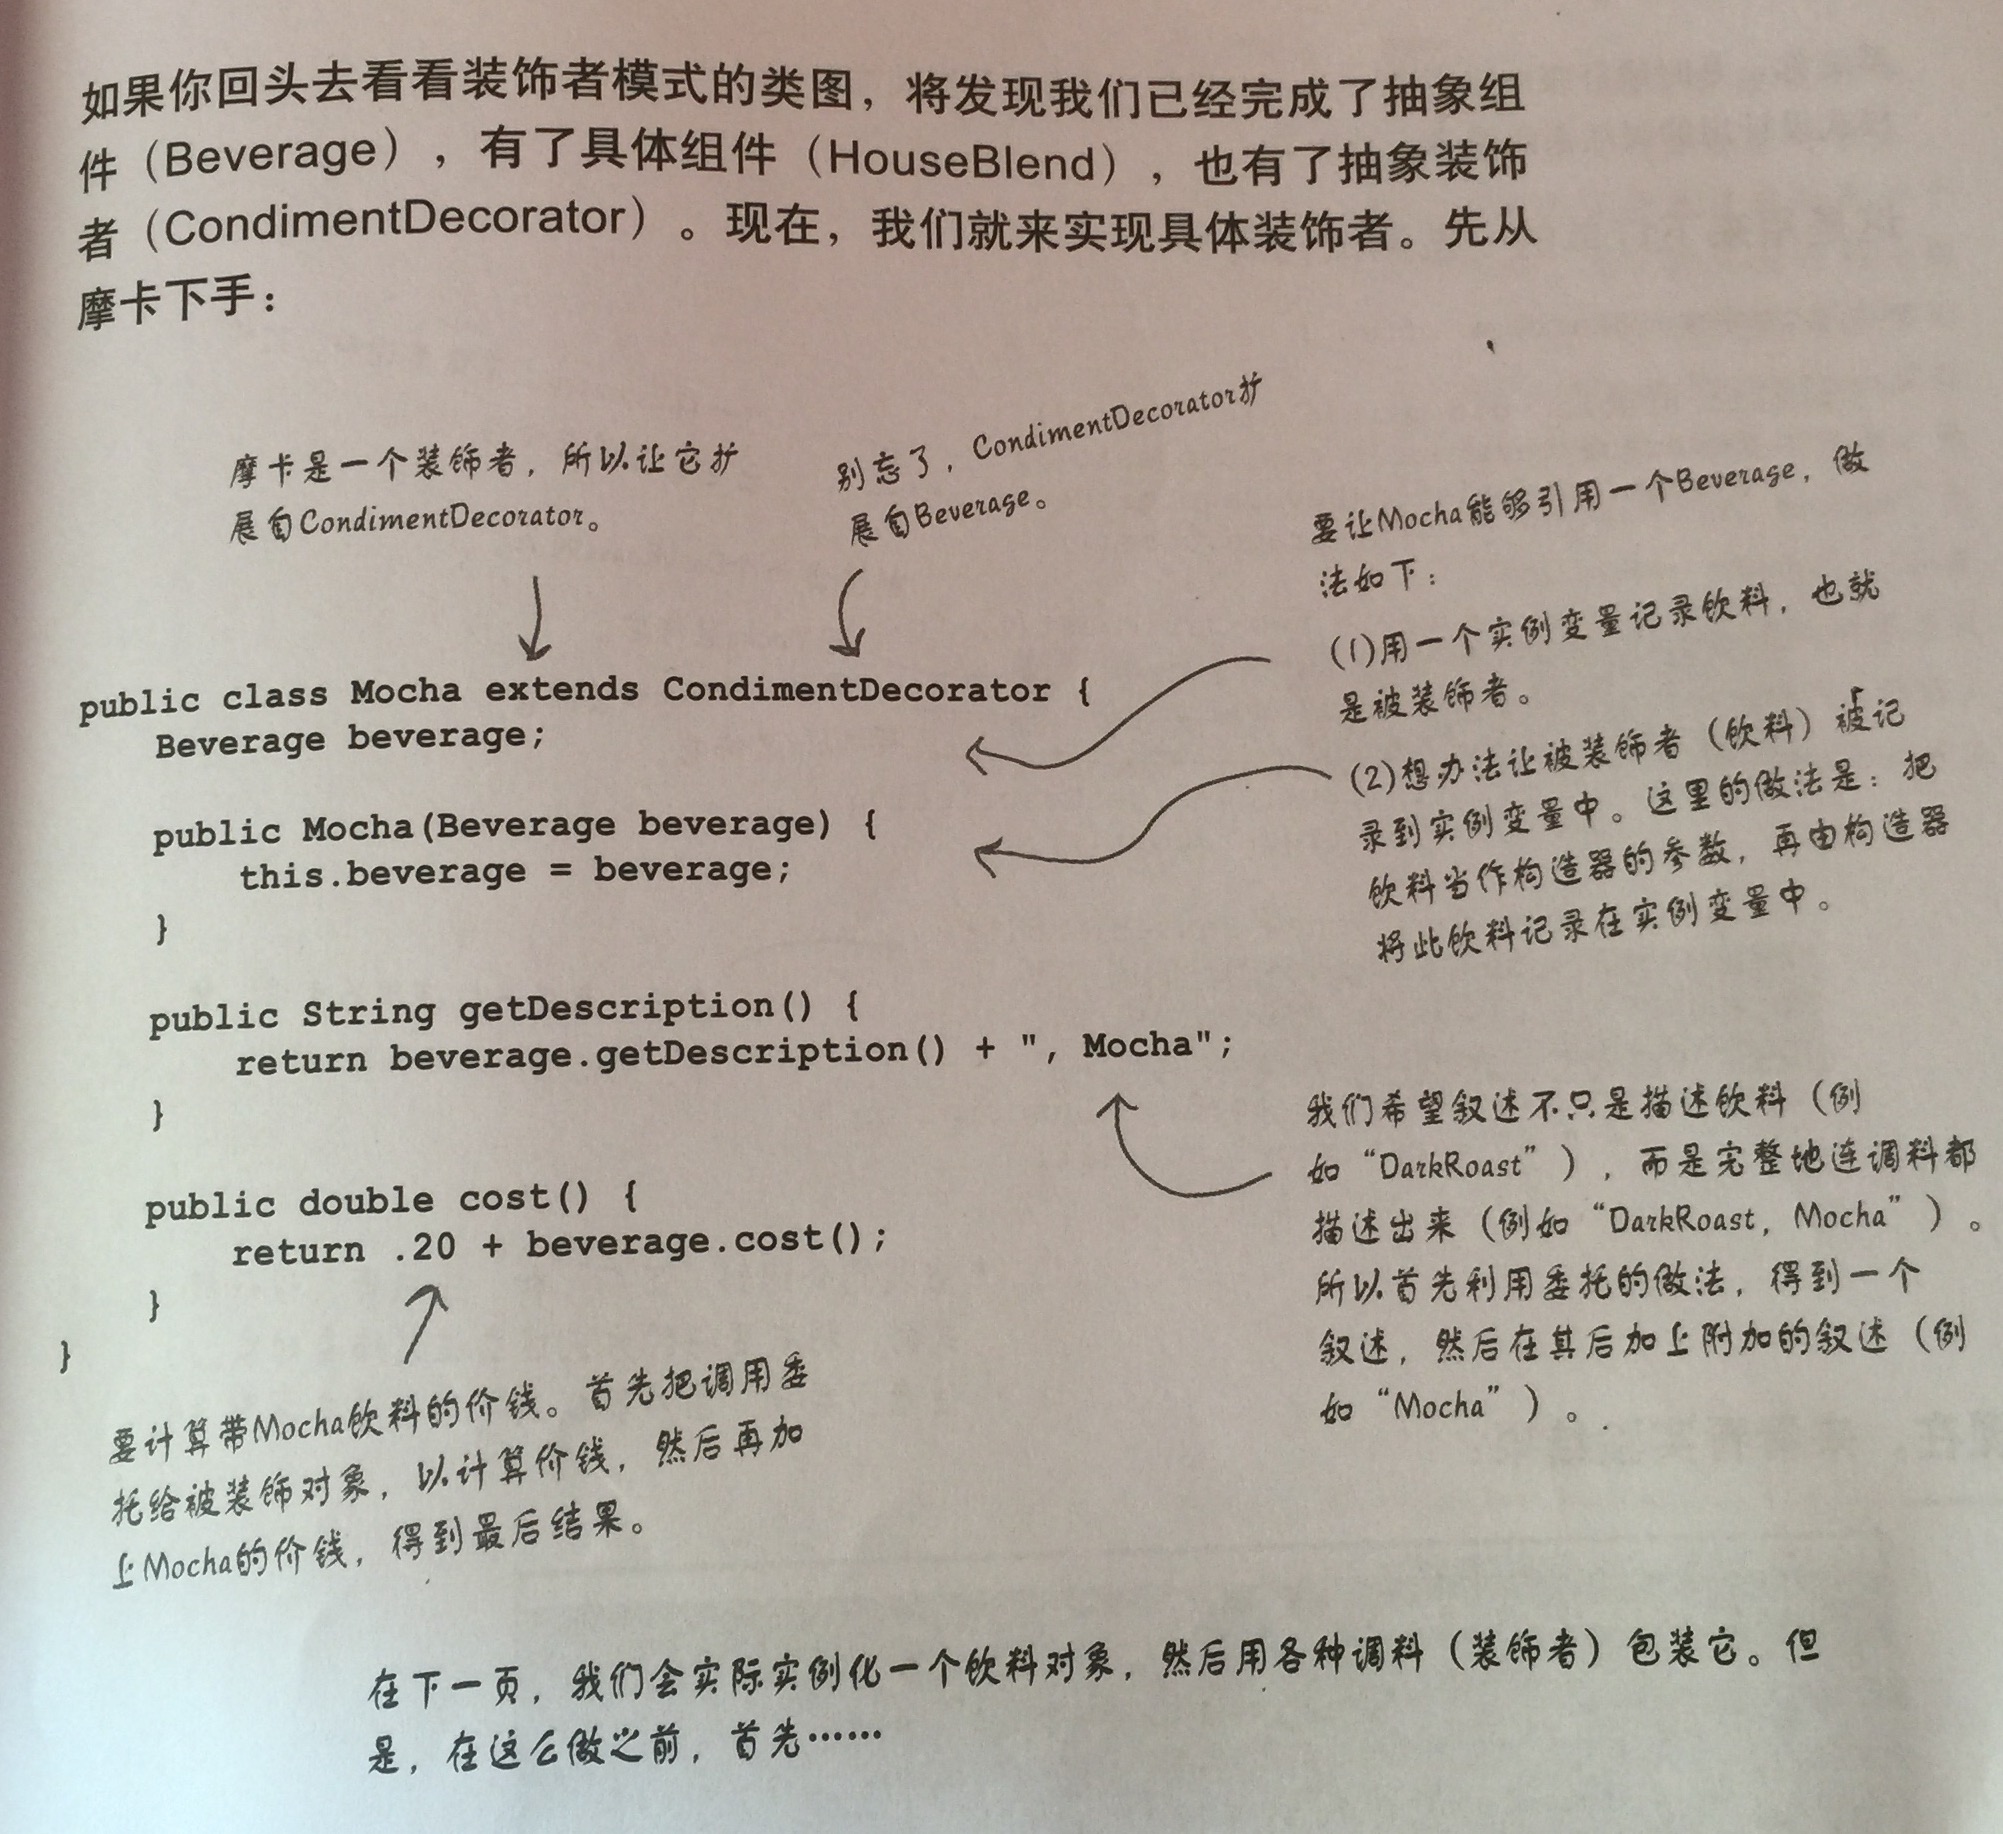 如果你回头去看看装饰者模式的类图，将发现我们已经完成了抽象组
件（Beverage），有了具体组件（HouseBlend），也有了抽象装饰
者（CondimentDecorator）。现在，我们就来实现具体装饰者。先从
摩卡下手：
摩卡是一个装饰者，所以让它扩
展自CondimentDecorator。
别忘了，CondimentDecorator扩
展自Beverage。
要让Mocha能够引用一个Beverage，做
法如下：
(1)用一个实例变量记录饮料，也就
是被装饰者。
(2)想办法让被装饰者（饮料）被记
录到实例变量中。这里的做法是：把
饮料当作构造器的参数，再由构造器
将此饮料记录在实例变量中。
public class Mocha extends CondimentDecorator {
Beverage beverage;
public Mocha(Beverage beverage) {
this.beverage = beverage;
}
public String getDescription() {
return beverage.getDescription() + ", Mocha";
}
public double cost() {
return .20 + beverage.cost();
}
}
我们希望叙述不只是描述饮料（例
如“DarkRoast”），而是完整地连调料都
描述出来（例如“DarkRoast, Mocha”）。
所以首先利用委托的做法，得到一个
叙述，然后在其后加上附加的叙述（例
如“Mocha”）。
要计算带Mocha饮料的价钱。首先把调用委
托给被装饰对象，以计算价钱，然后再加
上Mocha的价钱，得到最后结果。
在下一页，我们会实际实例化一个饮料对象，然后用各种调料（装饰者）包装它。但
是，在这么做之前，首先……